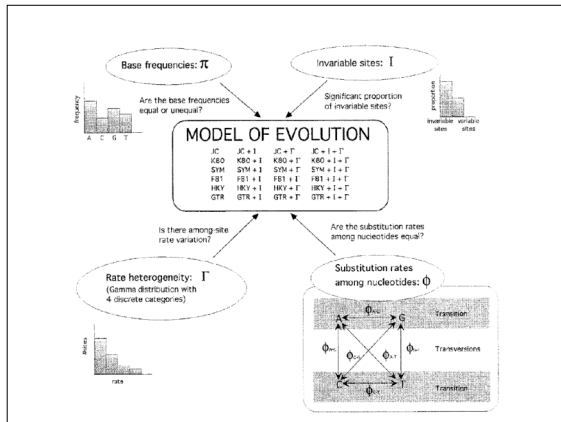 Base frequencies: π
Invariable sites: I
Are the base frequencies
equal or unequal?
Significant proportion
of invariable sites?
frequency
A C G T
proportion
invariable
sites
variable
sites
MODEL OF EVOLUTION
JC JC + I JC + Γ JC + I + Γ
K80 K80 + I K80 + Γ K80 + I + Γ
SYM SYM + I SYM + Γ SYM + I + Γ
F81 F81 + I F81 + Γ F81 + I + Γ
HKY HKY + I HKY + Γ HKY + I + Γ
GTR GTR + I GTR + Γ GTR + I + Γ
Is there among-site
rate variation?
Are the substitution rates
among nucleotides equal?
Rate heterogeneity: Γ
(Gamma distribution with
4 discrete categories)
Substitution rates
among nucleotides: ϕ
rate
A ϕ G
Transition
ϕ ϕ ϕ ϕ
Transversions
C ϕ T
Transition